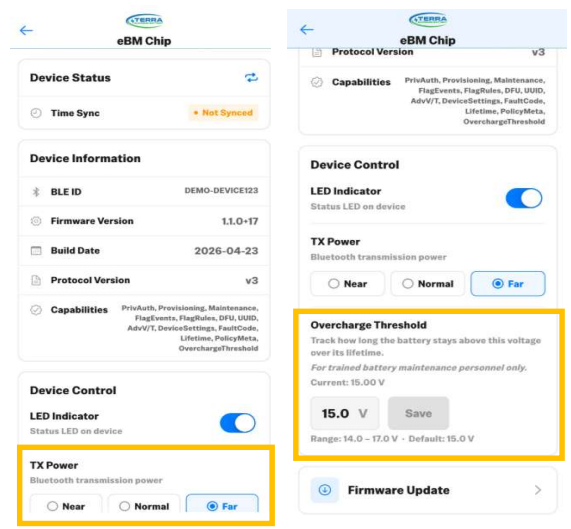 TERRA
eBM Chip
Device Status
Time Sync
• Not Synced
Device Information
BLE ID
DEMO-DEVICE123
Firmware Version
1.1.0+17
Build Date
2026-04-23
Protocol Version
v3
Capabilities
PrivAuth, Provisioning, Maintenance,
FlagEvents, FlagRules, DFU, UUID,
AdvV/T, DeviceSettings, FaultCode,
Lifetime, PolicyMeta,
OverchargeThreshold
Device Control
LED Indicator
Status LED on device
TX Power
Bluetooth transmission power
Near Normal Far
TERRA
eBM Chip
Protocol Version
v3
Capabilities
PrivAuth, Provisioning, Maintenance,
FlagEvents, FlagRules, DFU, UUID,
AdvV/T, DeviceSettings, FaultCode,
Lifetime, PolicyMeta,
OverchargeThreshold
Device Control
LED Indicator
Status LED on device
TX Power
Bluetooth transmission power
Near Normal Far
Overcharge Threshold
Track how long the battery stays above this voltage
over its lifetime.
For trained battery maintenance personnel only.
Current: 15.00 V
15.0 V Save
Range: 14.0 – 17.0 V · Default: 15.0 V
Firmware Update